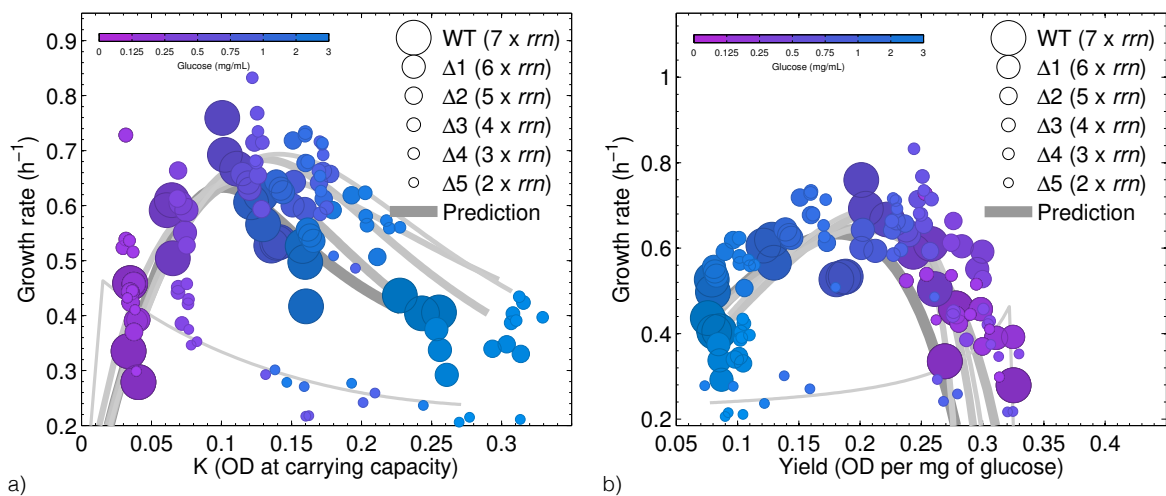 0 0.125 0.25 0.5 0.75 1 2 3
Glucose (mg/mL)
WT (7 x rrn)
Δ1 (6 x rrn)
Δ2 (5 x rrn)
Δ3 (4 x rrn)
Δ4 (3 x rrn)
Δ5 (2 x rrn)
Prediction
0.9
0.8
0.7
0.6
0.5
0.4
0.3
0.2
Growth rate (h⁻¹)
0 0.05 0.1 0.15 0.2 0.25 0.3
K (OD at carrying capacity)
a)
0 0.125 0.25 0.5 0.75 1 2 3
Glucose (mg/mL)
WT (7 x rrn)
Δ1 (6 x rrn)
Δ2 (5 x rrn)
Δ3 (4 x rrn)
Δ4 (3 x rrn)
Δ5 (2 x rrn)
Prediction
1
0.8
0.6
0.4
0.2
Growth rate (h⁻¹)
0.05 0.1 0.15 0.2 0.25 0.3 0.35 0.4
Yield (OD per mg of glucose)
b)